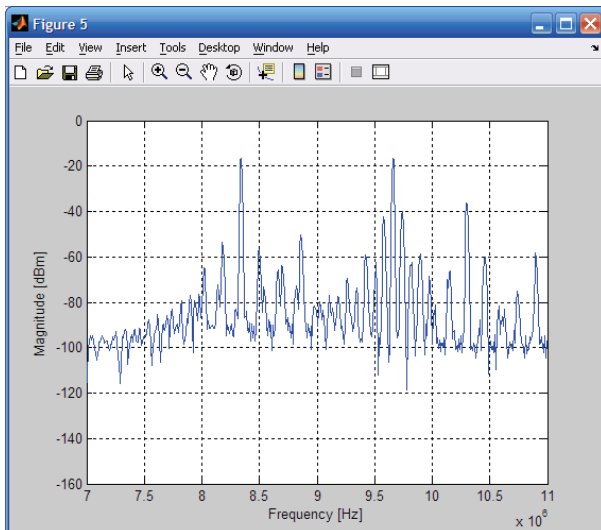 Figure 5
File Edit View Insert Tools Desktop Window Help
0
-20
-40
-60
-80
-100
-120
-140
-160
Magnitude [dBm]
7 7.5 8 8.5 9 9.5 10 10.5 11
Frequency [Hz]
x 10^6